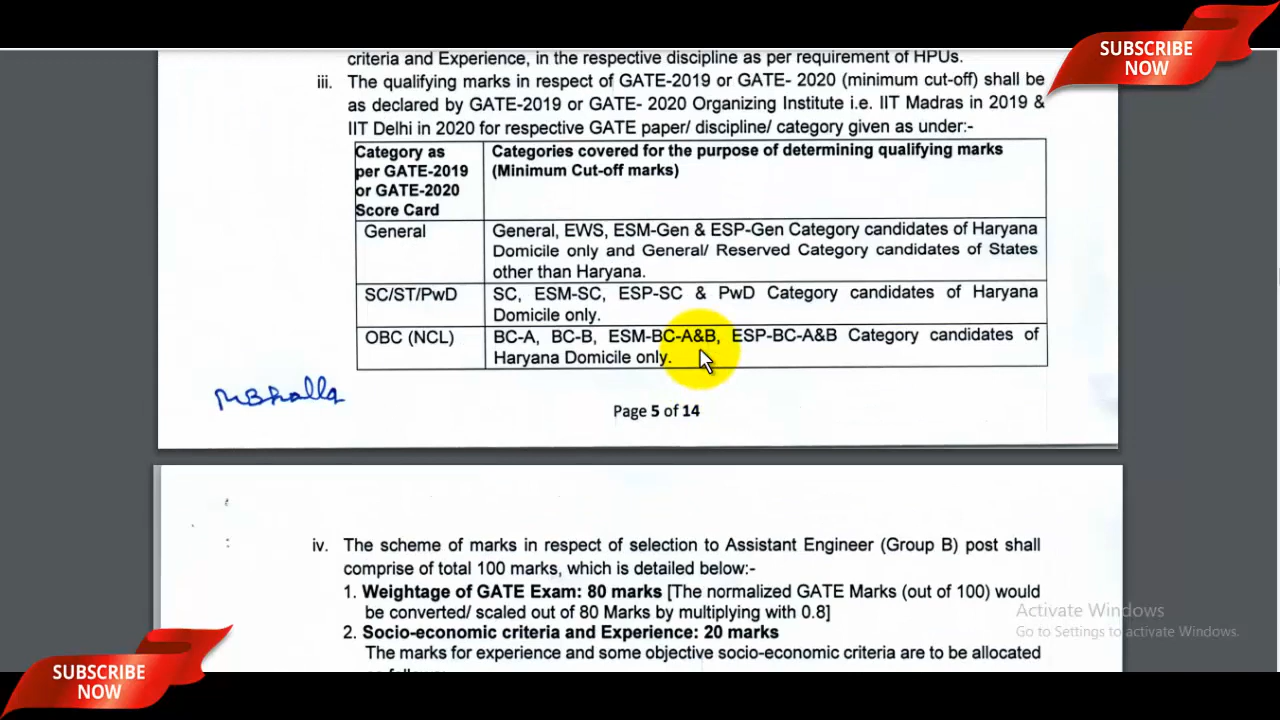 SUBSCRIBE
NOW
criteria and Experience, in the respective discipline as per requirement of HPUs.
iii. The qualifying marks in respect of GATE-2019 or GATE- 2020 (minimum cut-off) shall be
as declared by GATE-2019 or GATE- 2020 Organizing Institute i.e. IIT Madras in 2019 &
IIT Delhi in 2020 for respective GATE paper/ discipline/ category given as under:-
Category as
per GATE-2019
or GATE-2020
Score Card
Categories covered for the purpose of determining qualifying marks
(Minimum Cut-off marks)
General
General, EWS, ESM-Gen & ESP-Gen Category candidates of Haryana
Domicile only and General/ Reserved Category candidates of States
other than Haryana.
SC/ST/PwD
SC, ESM-SC, ESP-SC & PwD Category candidates of Haryana
Domicile only.
OBC (NCL)
BC-A, BC-B, ESM-BC-A&B, ESP-BC-A&B Category candidates of
Haryana Domicile only.
Page 5 of 14
iv. The scheme of marks in respect of selection to Assistant Engineer (Group B) post shall
comprise of total 100 marks, which is detailed below:-
1. Weightage of GATE Exam: 80 marks [The normalized GATE Marks (out of 100) would
be converted/ scaled out of 80 Marks by multiplying with 0.8]
2. Socio-economic criteria and Experience: 20 marks
The marks for experience and some objective socio-economic criteria are to be allocated
Activate Windows
Go to Settings to activate Windows.
SUBSCRIBE
NOW